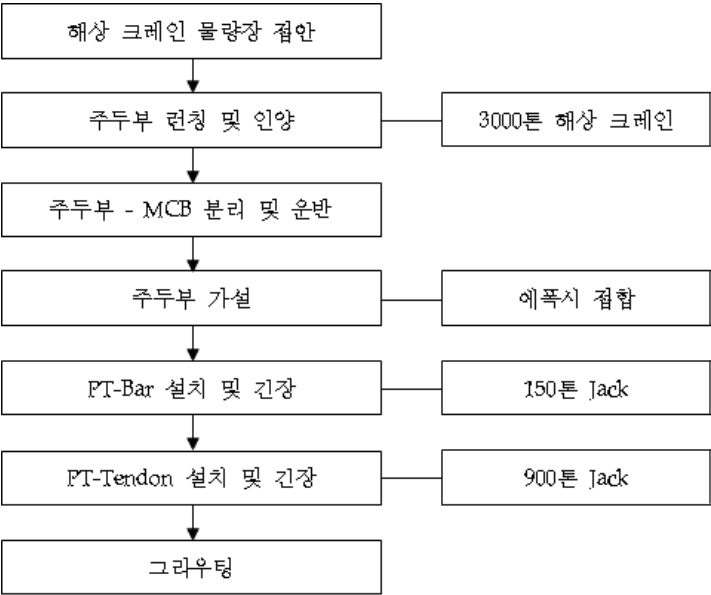 해상 크레인 물량장 접안
주두부 런칭 및 인양
3000톤 해상 크레인
주두부 - MCB 분리 및 운반
주두부 가설
에폭시 접합
PT-Bar 설치 및 긴장
150톤 Jack
PT-Tendon 설치 및 긴장
900톤 Jack
그라우팅